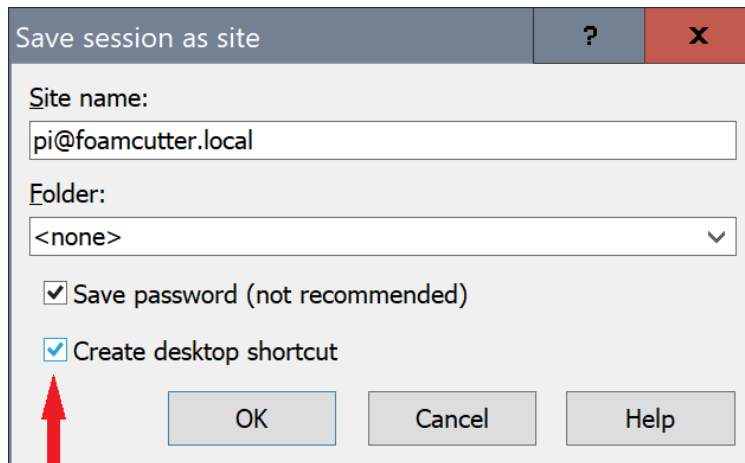 Save session as site ? X
Site name:
pi@foamcutter.local
Folder:
<none>
Save password (not recommended)
Create desktop shortcut
OK Cancel Help